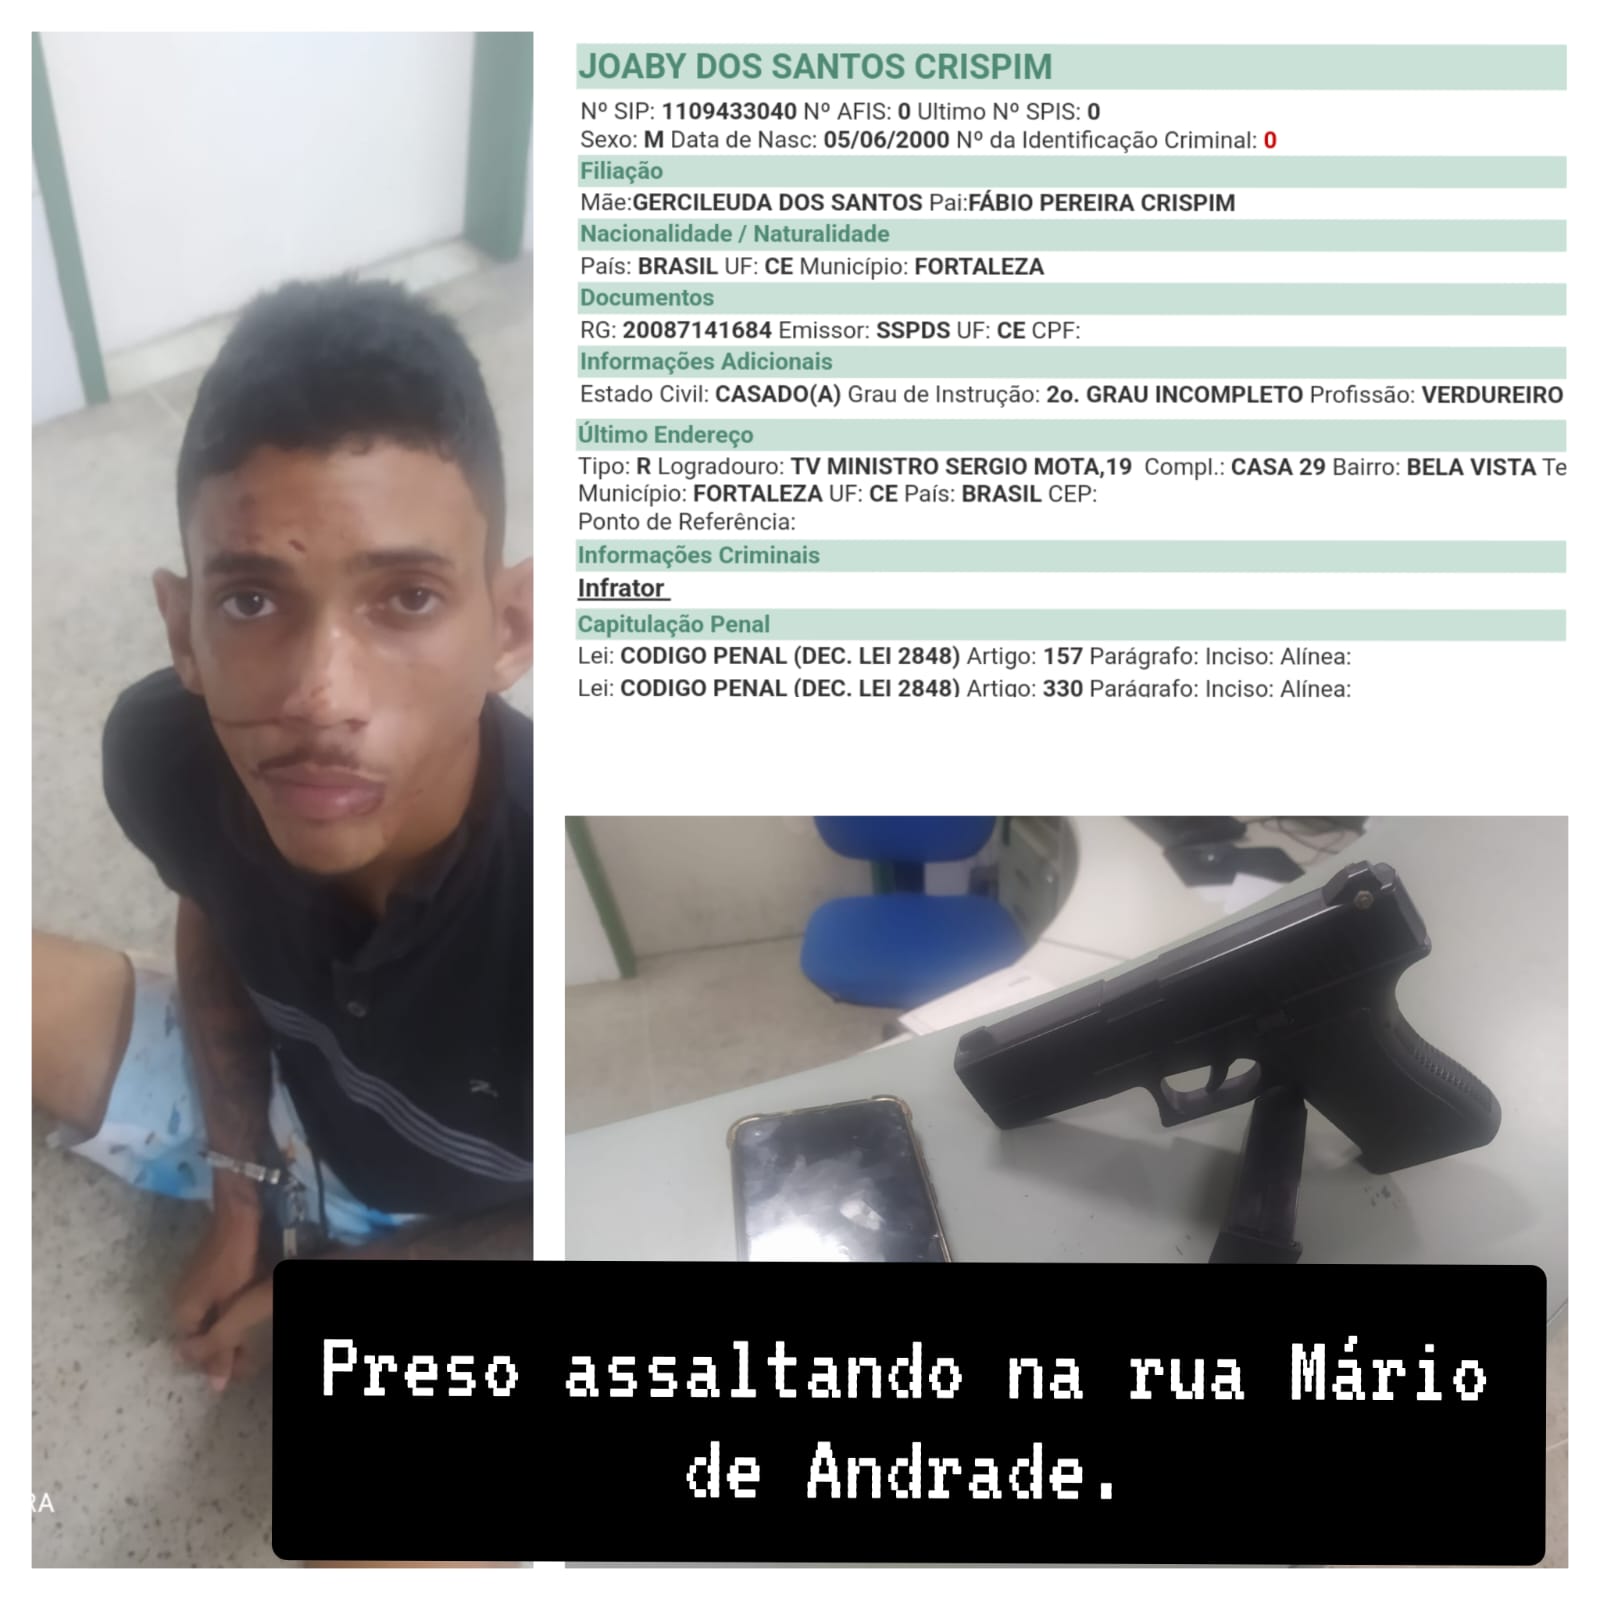 JOABY DOS SANTOS CRISPIM
Nº SIP: 1109433040 Nº AFIS: 0 Ultimo Nº SPIS: 0
Sexo: M Data de Nasc: 05/06/2000 Nº da Identificação Criminal: 0
Filiação
Mãe:GERCILEUDA DOS SANTOS Pai:FÁBIO PEREIRA CRISPIM
Nacionalidade / Naturalidade
País: BRASIL UF: CE Município: FORTALEZA
Documentos
RG: 20087141684 Emissor: SSPDS UF: CE CPF:
Informações Adicionais
Estado Civil: CASADO(A) Grau de Instrução: 2o. GRAU INCOMPLETO Profissão: VERDUREIRO
Último Endereço
Tipo: R Logradouro: TV MINISTRO SERGIO MOTA,19 Compl.: CASA 29 Bairro: BELA VISTA Te
Município: FORTALEZA UF: CE País: BRASIL CEP:
Ponto de Referência:
Informações Criminais
Infrator
Capitulação Penal
Lei: CODIGO PENAL (DEC. LEI 2848) Artigo: 157 Parágrafo: Inciso: Alínea:
Lei: CODIGO PENAL (DEC. LEI 2848) Artigo: 330 Parágrafo: Inciso: Alínea:
Preso assaltando na rua Mário
de Andrade.